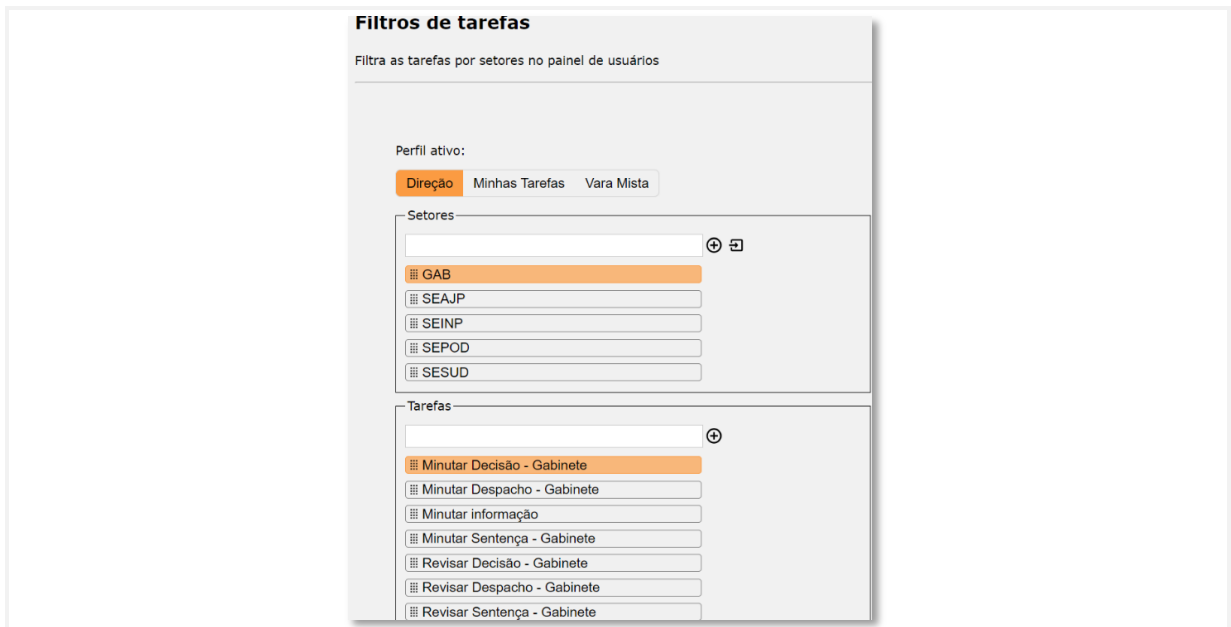 Filtros de tarefas
Filtra as tarefas por setores no painel de usuários
Perfil ativo:
Direção Minhas Tarefas Vara Mista
Setores
GAB
SEAJP
SEINP
SEPOD
SESUD
Tarefas
Minutar Decisão - Gabinete
Minutar Despacho - Gabinete
Minutar informação
Minutar Sentença - Gabinete
Revisar Decisão - Gabinete
Revisar Despacho - Gabinete
Revisar Sentença - Gabinete